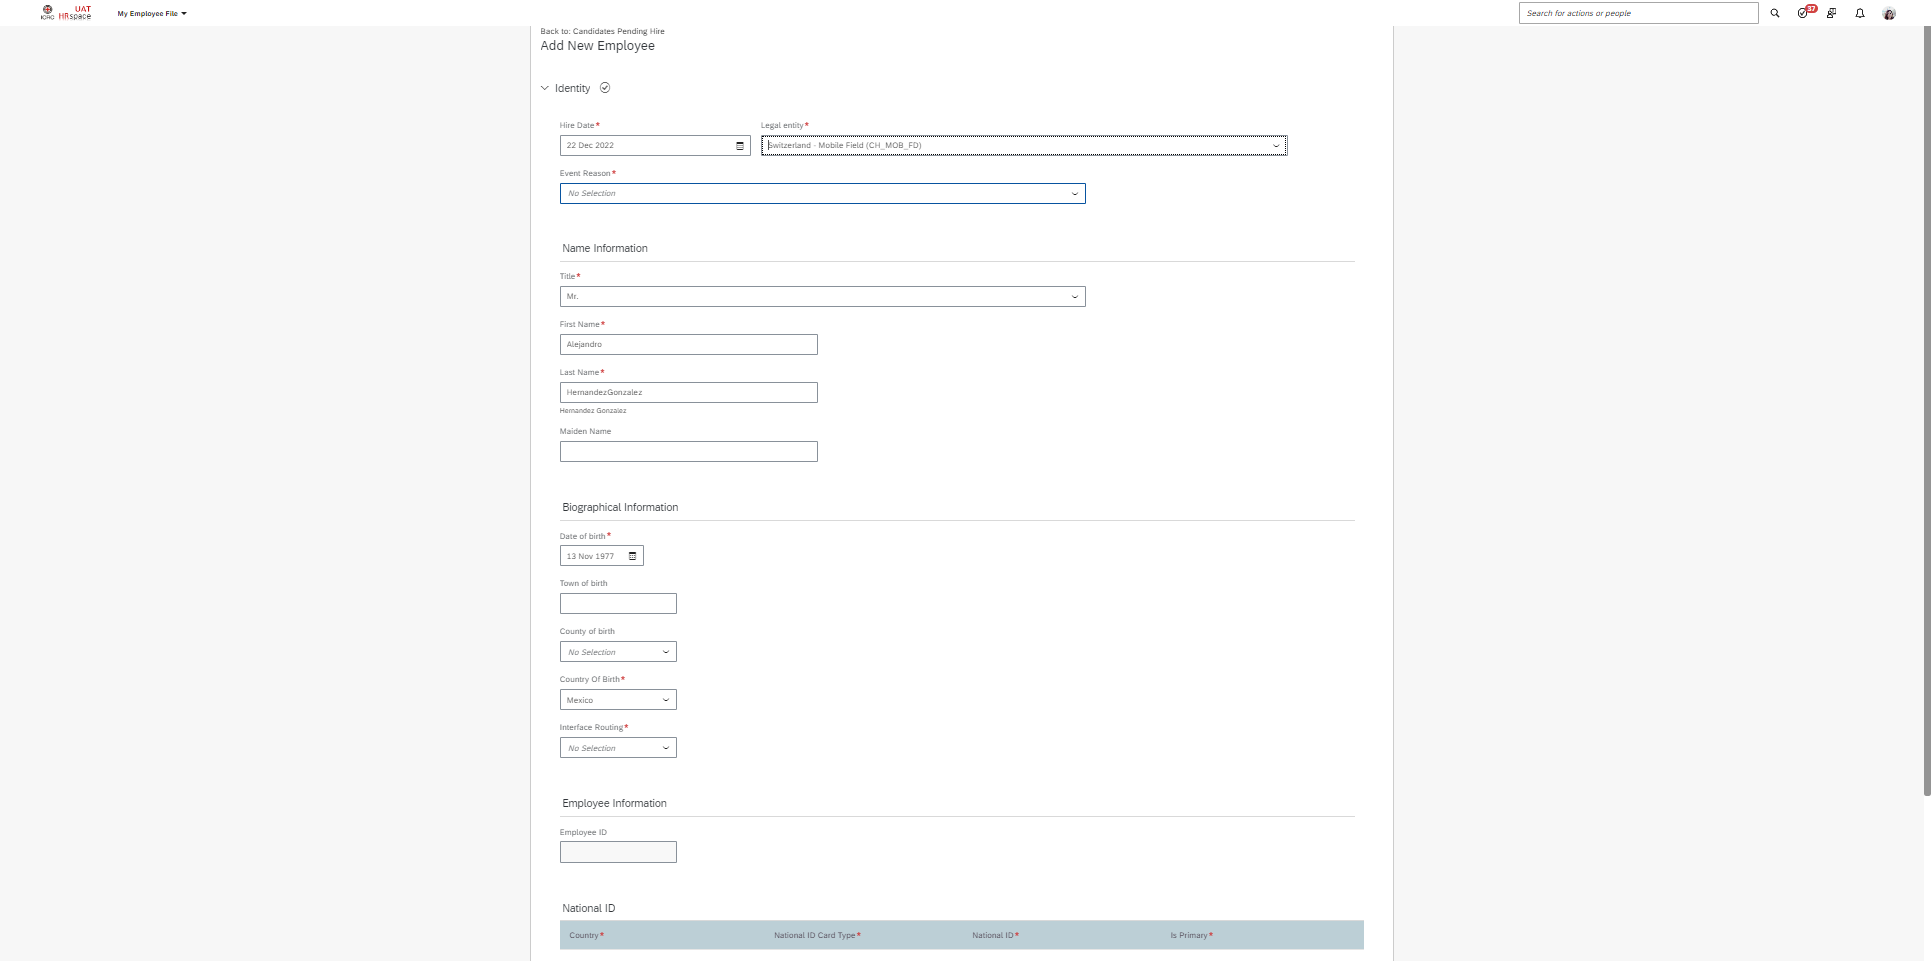 UAT
ICRC HRspace
My Employee File
Search for actions or people
37
Back to: Candidates Pending Hire
Add New Employee
Identity
Hire Date*
Legal entity*
22 Dec 2022
Switzerland - Mobile Field (CH_MOB_FD)
Event Reason*
No Selection
Name Information
Title*
Mr.
First Name*
Alejandro
Last Name*
HernandezGonzalez
Hernandez Gonzalez
Maiden Name
Biographical Information
Date of birth*
13 Nov 1977
Town of birth
County of birth
No Selection
Country Of Birth*
Mexico
Interface Routing*
No Selection
Employee Information
Employee ID
National ID
Country* National ID Card Type* National ID* Is Primary*